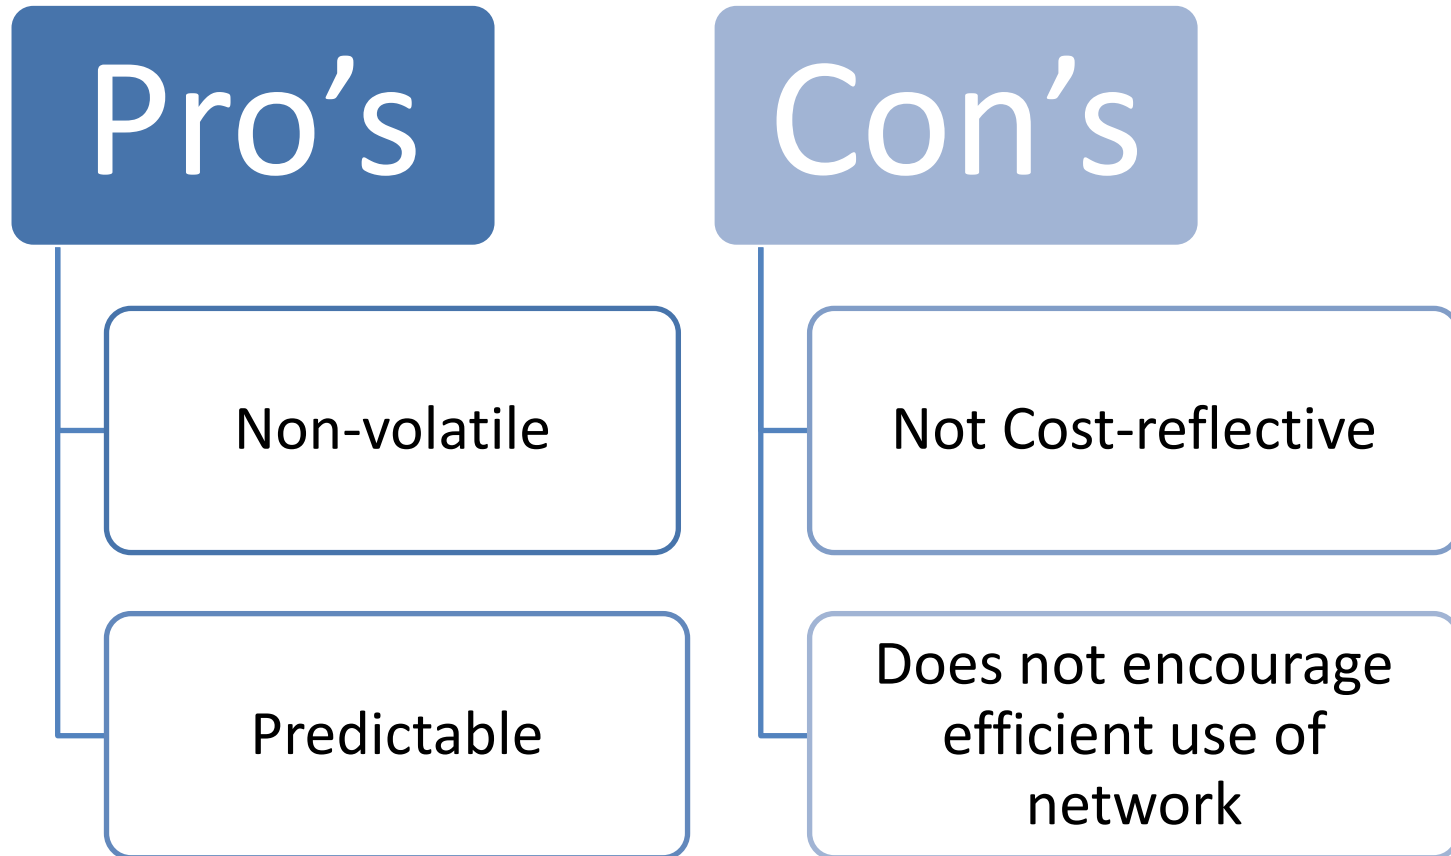 Pro’s
Non-volatile
Predictable
Con’s
Not Cost-reflective
Does not encourage
efficient use of
network